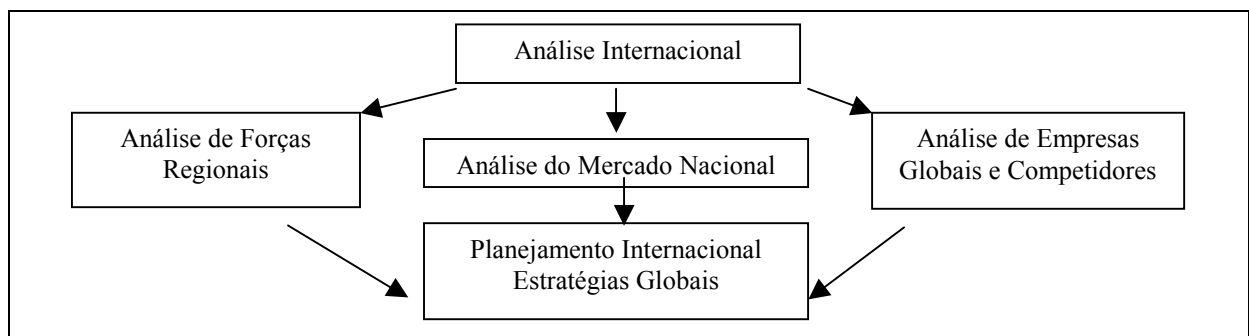 Análise Internacional
Análise de Forças
Regionais
Análise do Mercado Nacional
Análise de Empresas
Globais e Competidores
Planejamento Internacional
Estratégias Globais